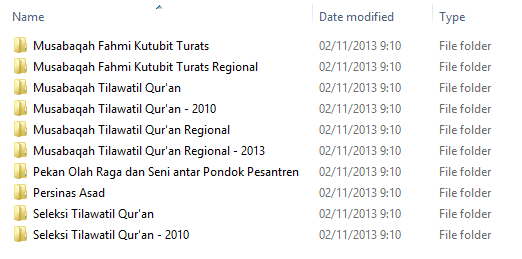 Name Date modified Type
Musabaqah Fahmi Kutubit Turats 02/11/2013 9:10 File folder
Musabaqah Fahmi Kutubit Turats Regional 02/11/2013 9:10 File folder
Musabaqah Tilawatil Qur'an 02/11/2013 9:10 File folder
Musabaqah Tilawatil Qur'an - 2010 02/11/2013 9:10 File folder
Musabaqah Tilawatil Qur'an Regional 02/11/2013 9:10 File folder
Musabaqah Tilawatil Qur'an Regional - 2013 02/11/2013 9:10 File folder
Pekan Olah Raga dan Seni antar Pondok Pesantren 02/11/2013 9:10 File folder
Persinas Asad 02/11/2013 9:10 File folder
Seleksi Tilawatil Qur'an 02/11/2013 9:10 File folder
Seleksi Tilawatil Qur'an - 2010 02/11/2013 9:10 File folder